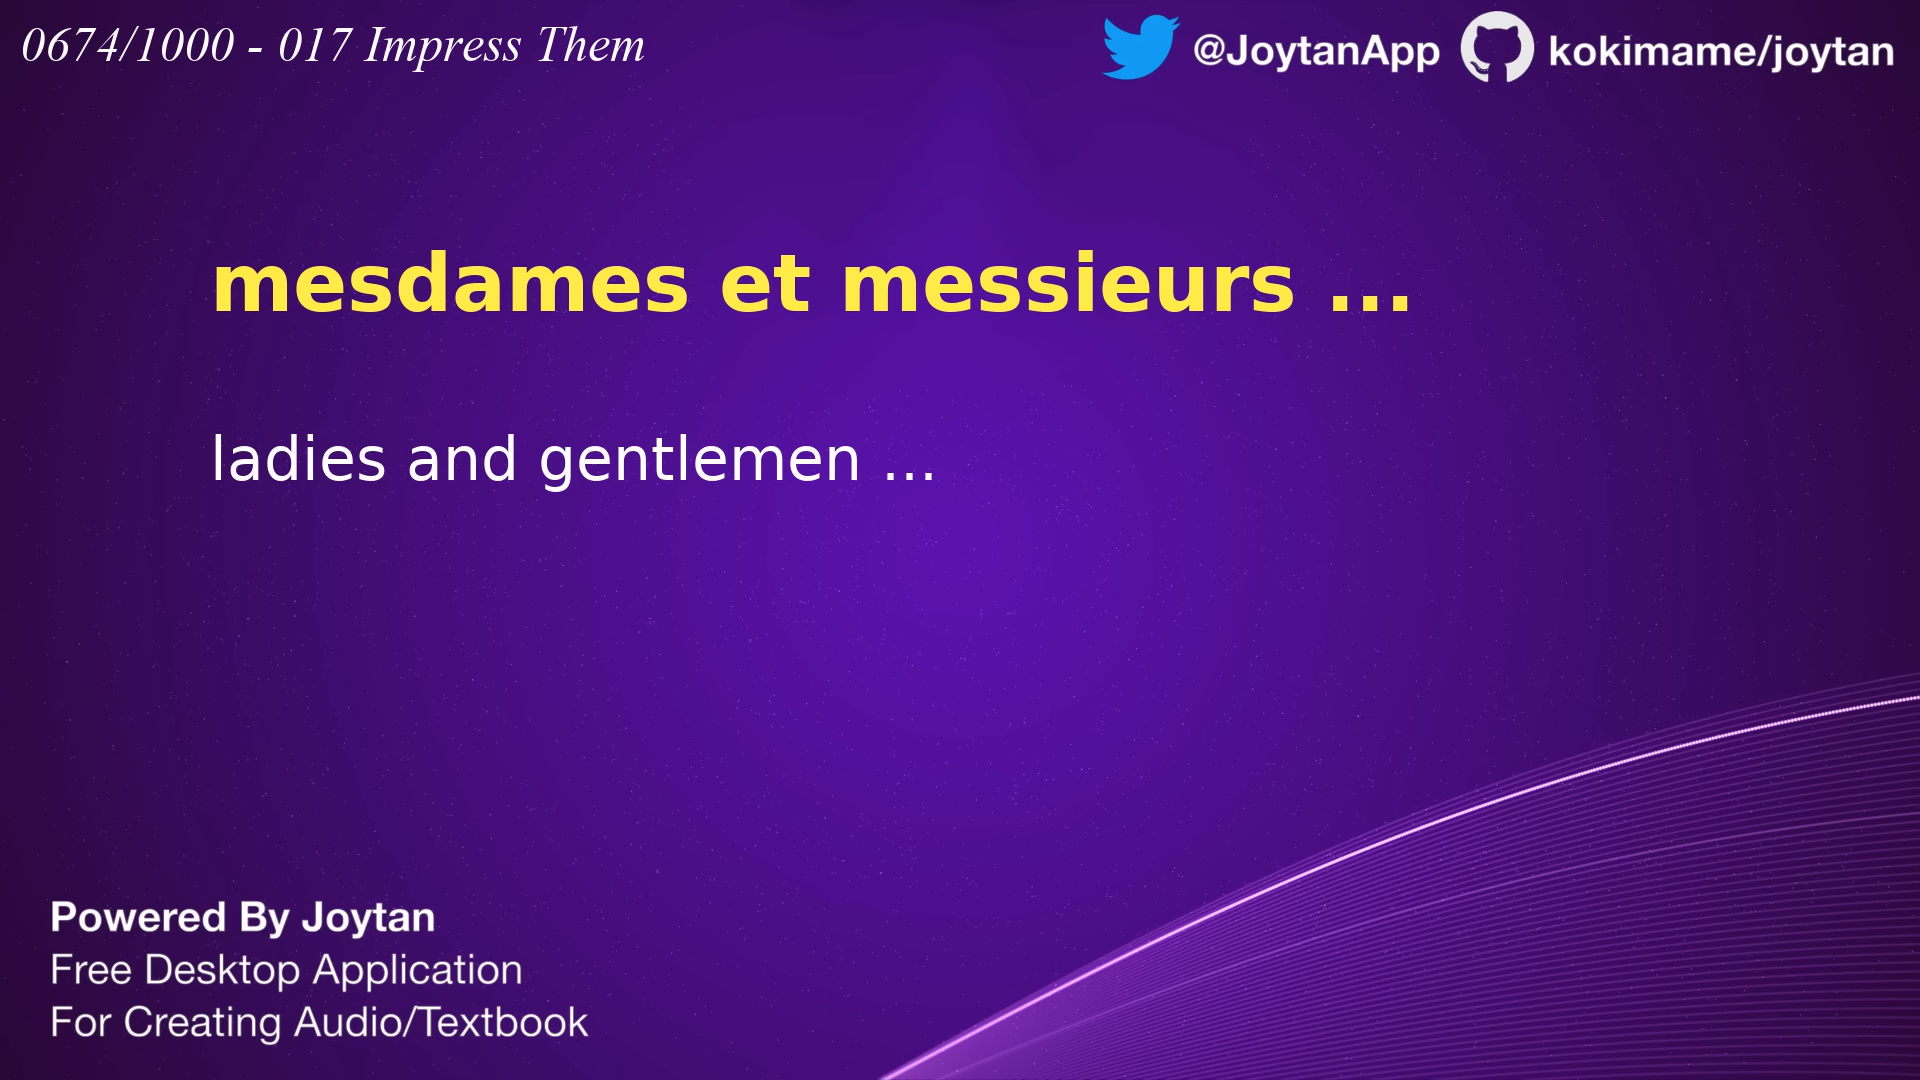 0674/1000 - 017 Impress Them
@JoytanApp
kokimame/joytan
mesdames et messieurs ...
ladies and gentlemen ...
Powered By Joytan
Free Desktop Application
For Creating Audio/Textbook